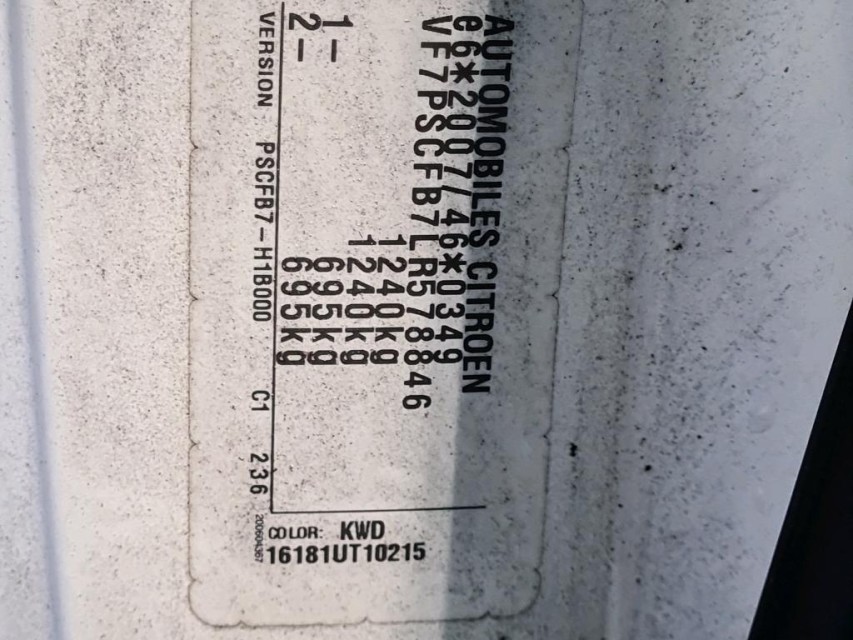 AUTOMOBILES CITROEN
e6*2007/46*0349
VF7PSCFB7LR578846
1240kg
1240kg
1- 695kg
2- 695kg
VERSION PSCFB7-H1B000 C1 236
COLOR: KWD
16181UT10215